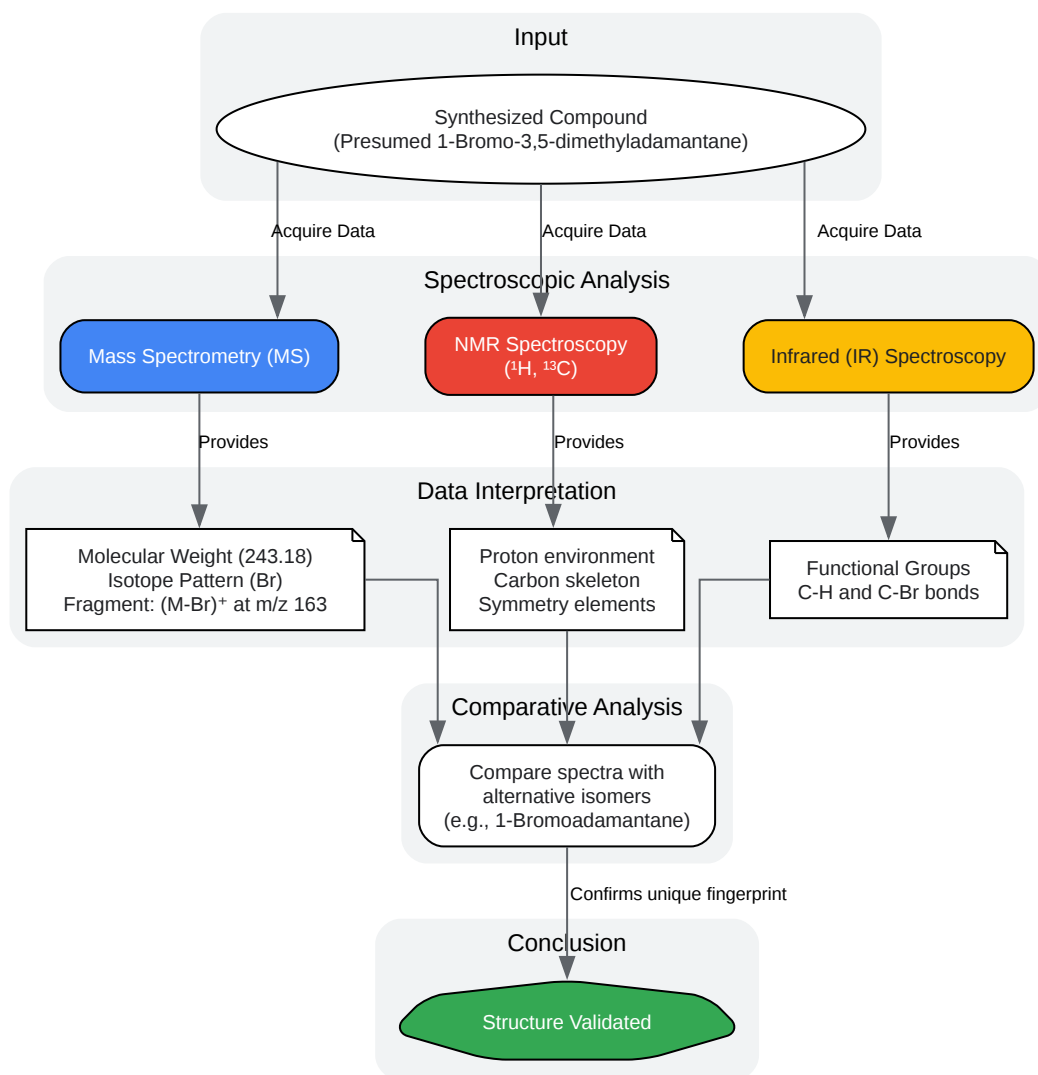 Input
Synthesized Compound
(Presumed 1-Bromo-3,5-dimethyladamantane)
Acquire Data
Acquire Data
Acquire Data
Spectroscopic Analysis
Mass Spectrometry (MS)
NMR Spectroscopy
(¹H, ¹³C)
Infrared (IR) Spectroscopy
Provides
Provides
Provides
Data Interpretation
Molecular Weight (243.18)
Isotope Pattern (Br)
Fragment: (M-Br)⁺ at m/z 163
Proton environment
Carbon skeleton
Symmetry elements
Functional Groups
C-H and C-Br bonds
Comparative Analysis
Compare spectra with
alternative isomers
(e.g., 1-Bromoadamantane)
Confirms unique fingerprint
Conclusion
Structure Validated